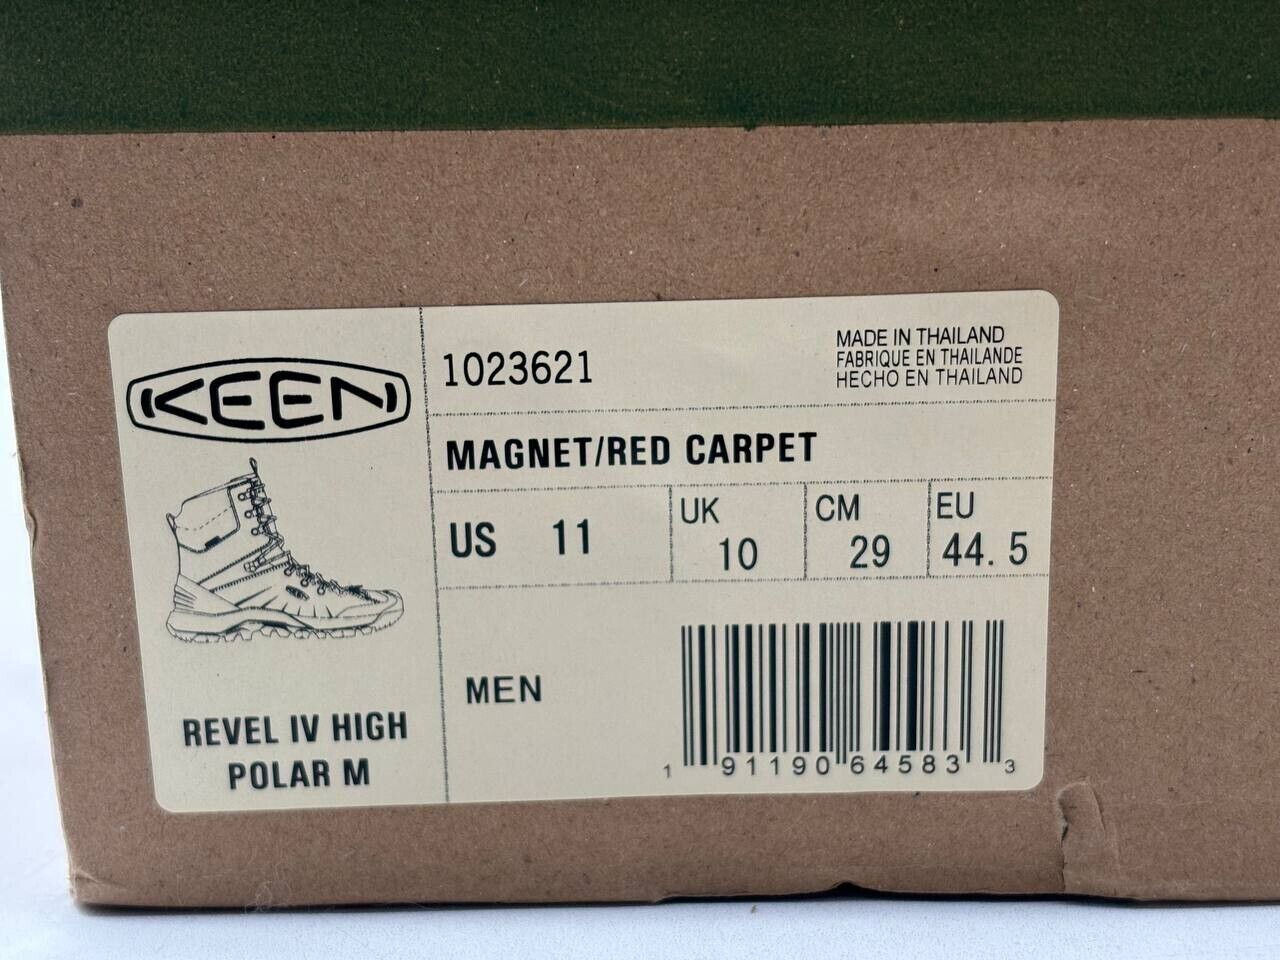 KEEN
REVEL IV HIGH
POLAR M
1023621
MADE IN THAILAND
FABRIQUE EN THAILANDE
HECHO EN THAILAND
MAGNET/RED CARPET
US 11
UK 10
CM 29
EU 44.5
MEN
1 91190 64583 3